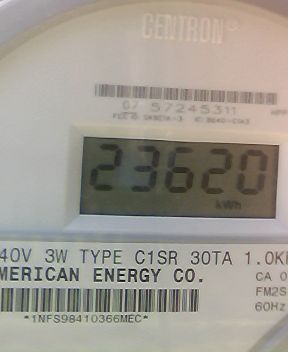 CENTRON®
07 57245311
23620
kWh
40V 3W TYPE C1SR 30TA 1.0K
MERICAN ENERGY CO.
CA 0
FM2S
60Hz
*1NFS98410366MEC*